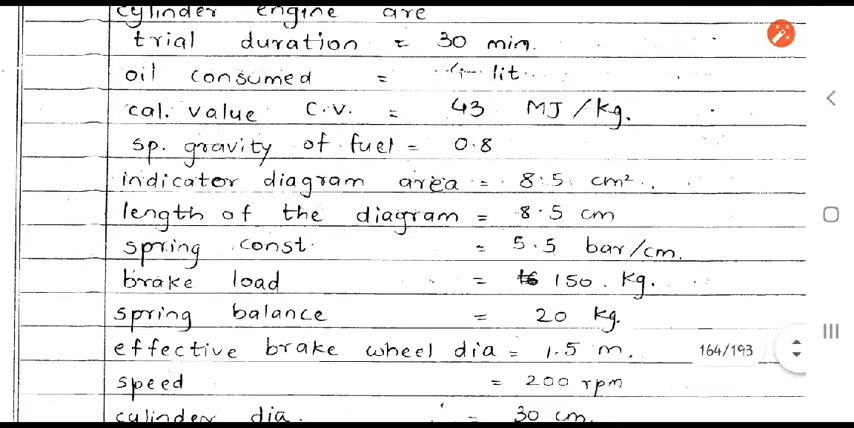 cylinder engine are
trial duration = 30 min.
oil consumed = lit.
cal. value C.V. = 43 MJ/kg.
sp. gravity of fuel = 0.8
indicator diagram area = 8.5 cm².
length of the diagram = 8.5 cm
spring const. = 5.5 bar/cm.
brake load = 150. kg.
spring balance = 20 kg.
effective brake wheel dia = 1.5 m.
164/193
speed = 200 rpm
cylinder dia. = 30 cm.